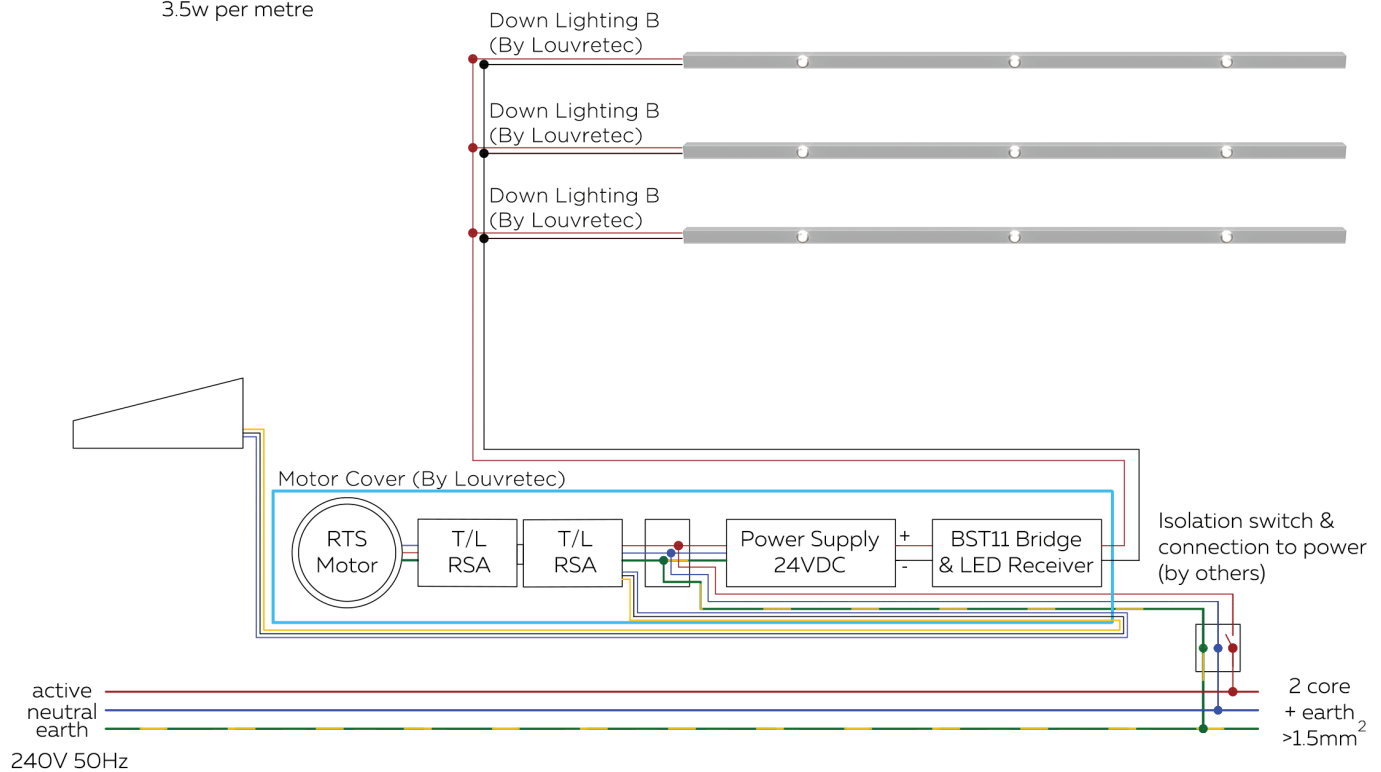 3.5w per metre
Down Lighting B
(By Louvretec)
Down Lighting B
(By Louvretec)
Down Lighting B
(By Louvretec)
Motor Cover (By Louvretec)
RTS
Motor
T/L
RSA
T/L
RSA
Power Supply
24VDC
+
-
BST11 Bridge
& LED Receiver
Isolation switch &
connection to power
(by others)
active
neutral
earth
240V 50Hz
2 core
+ earth
>1.5mm²